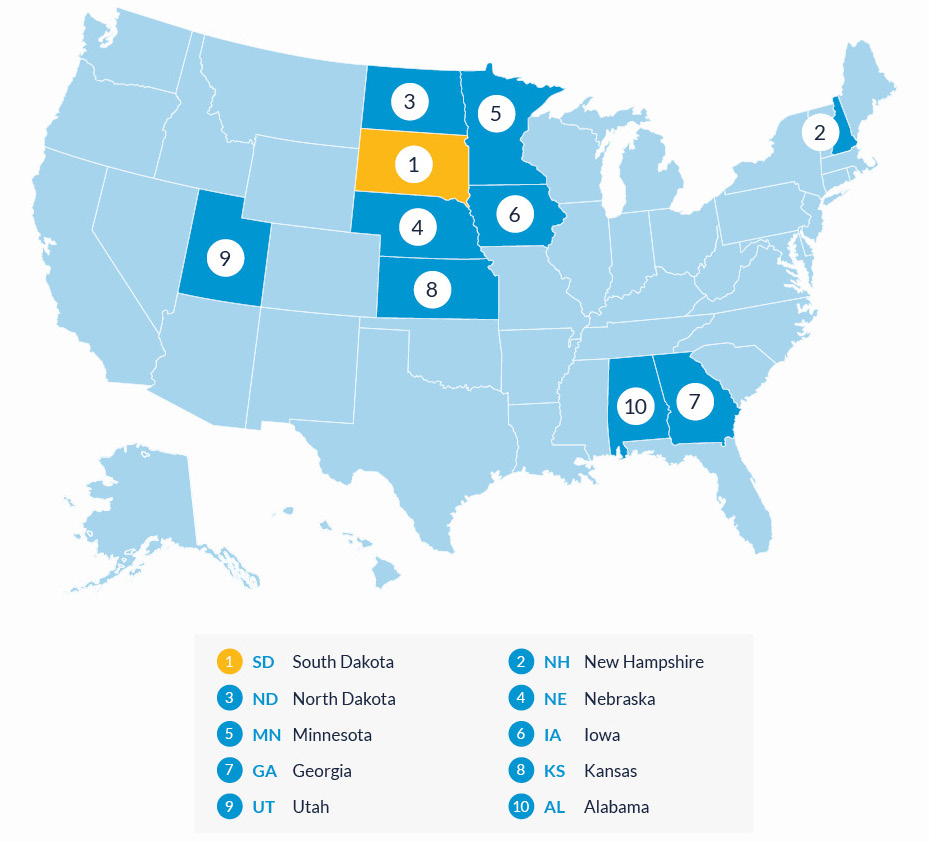 3
5
2
1
6
4
9
8
10
7
1 SD South Dakota
2 NH New Hampshire
3 ND North Dakota
4 NE Nebraska
5 MN Minnesota
6 IA Iowa
7 GA Georgia
8 KS Kansas
9 UT Utah
10 AL Alabama